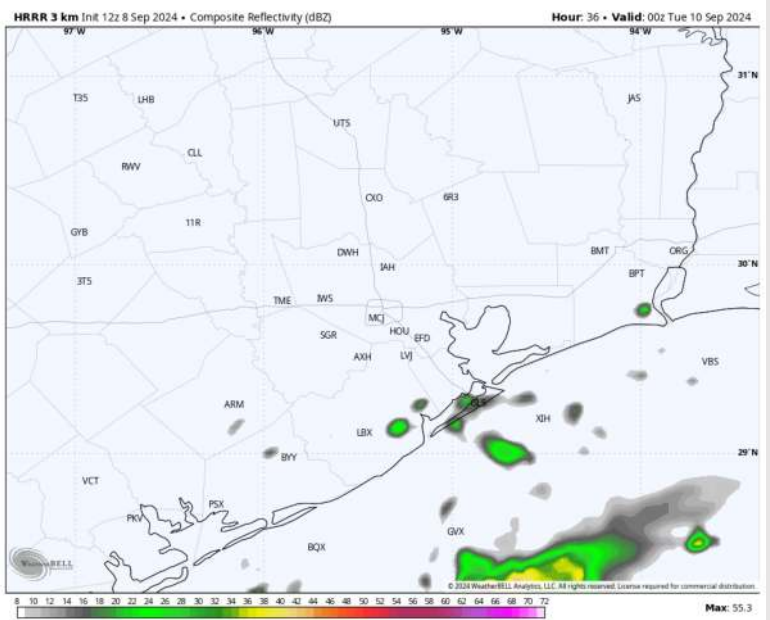 HRRR 3 km Init 12z 8 Sep 2024 • Composite Reflectivity (dBZ) Hour: 36 • Valid: 00z Tue 10 Sep 2024
97°W 96°W 95°W 94°W
31°N
T35 LHB JAS
UTS
CLL
RWV
CXO 6R3
11R
GYB
DWH BMT ORG
IAH 30°N
BPT
3T5
TME IWS
MCJ
SGR HOU EFD
AXH LVJ VBS
ARM GLS
XIH
LBX
BYY 29°N
VCT
PSX
PKV
GVX
BQX
WEATHERBELL
© 2024 WeatherBELL Analytics, LLC. All rights reserved. License required for commercial distribution.
8 10 12 14 16 18 20 22 24 26 28 30 32 34 36 38 40 42 44 46 48 50 52 54 56 58 60 62 64 66 68 70 72
Max: 55.3